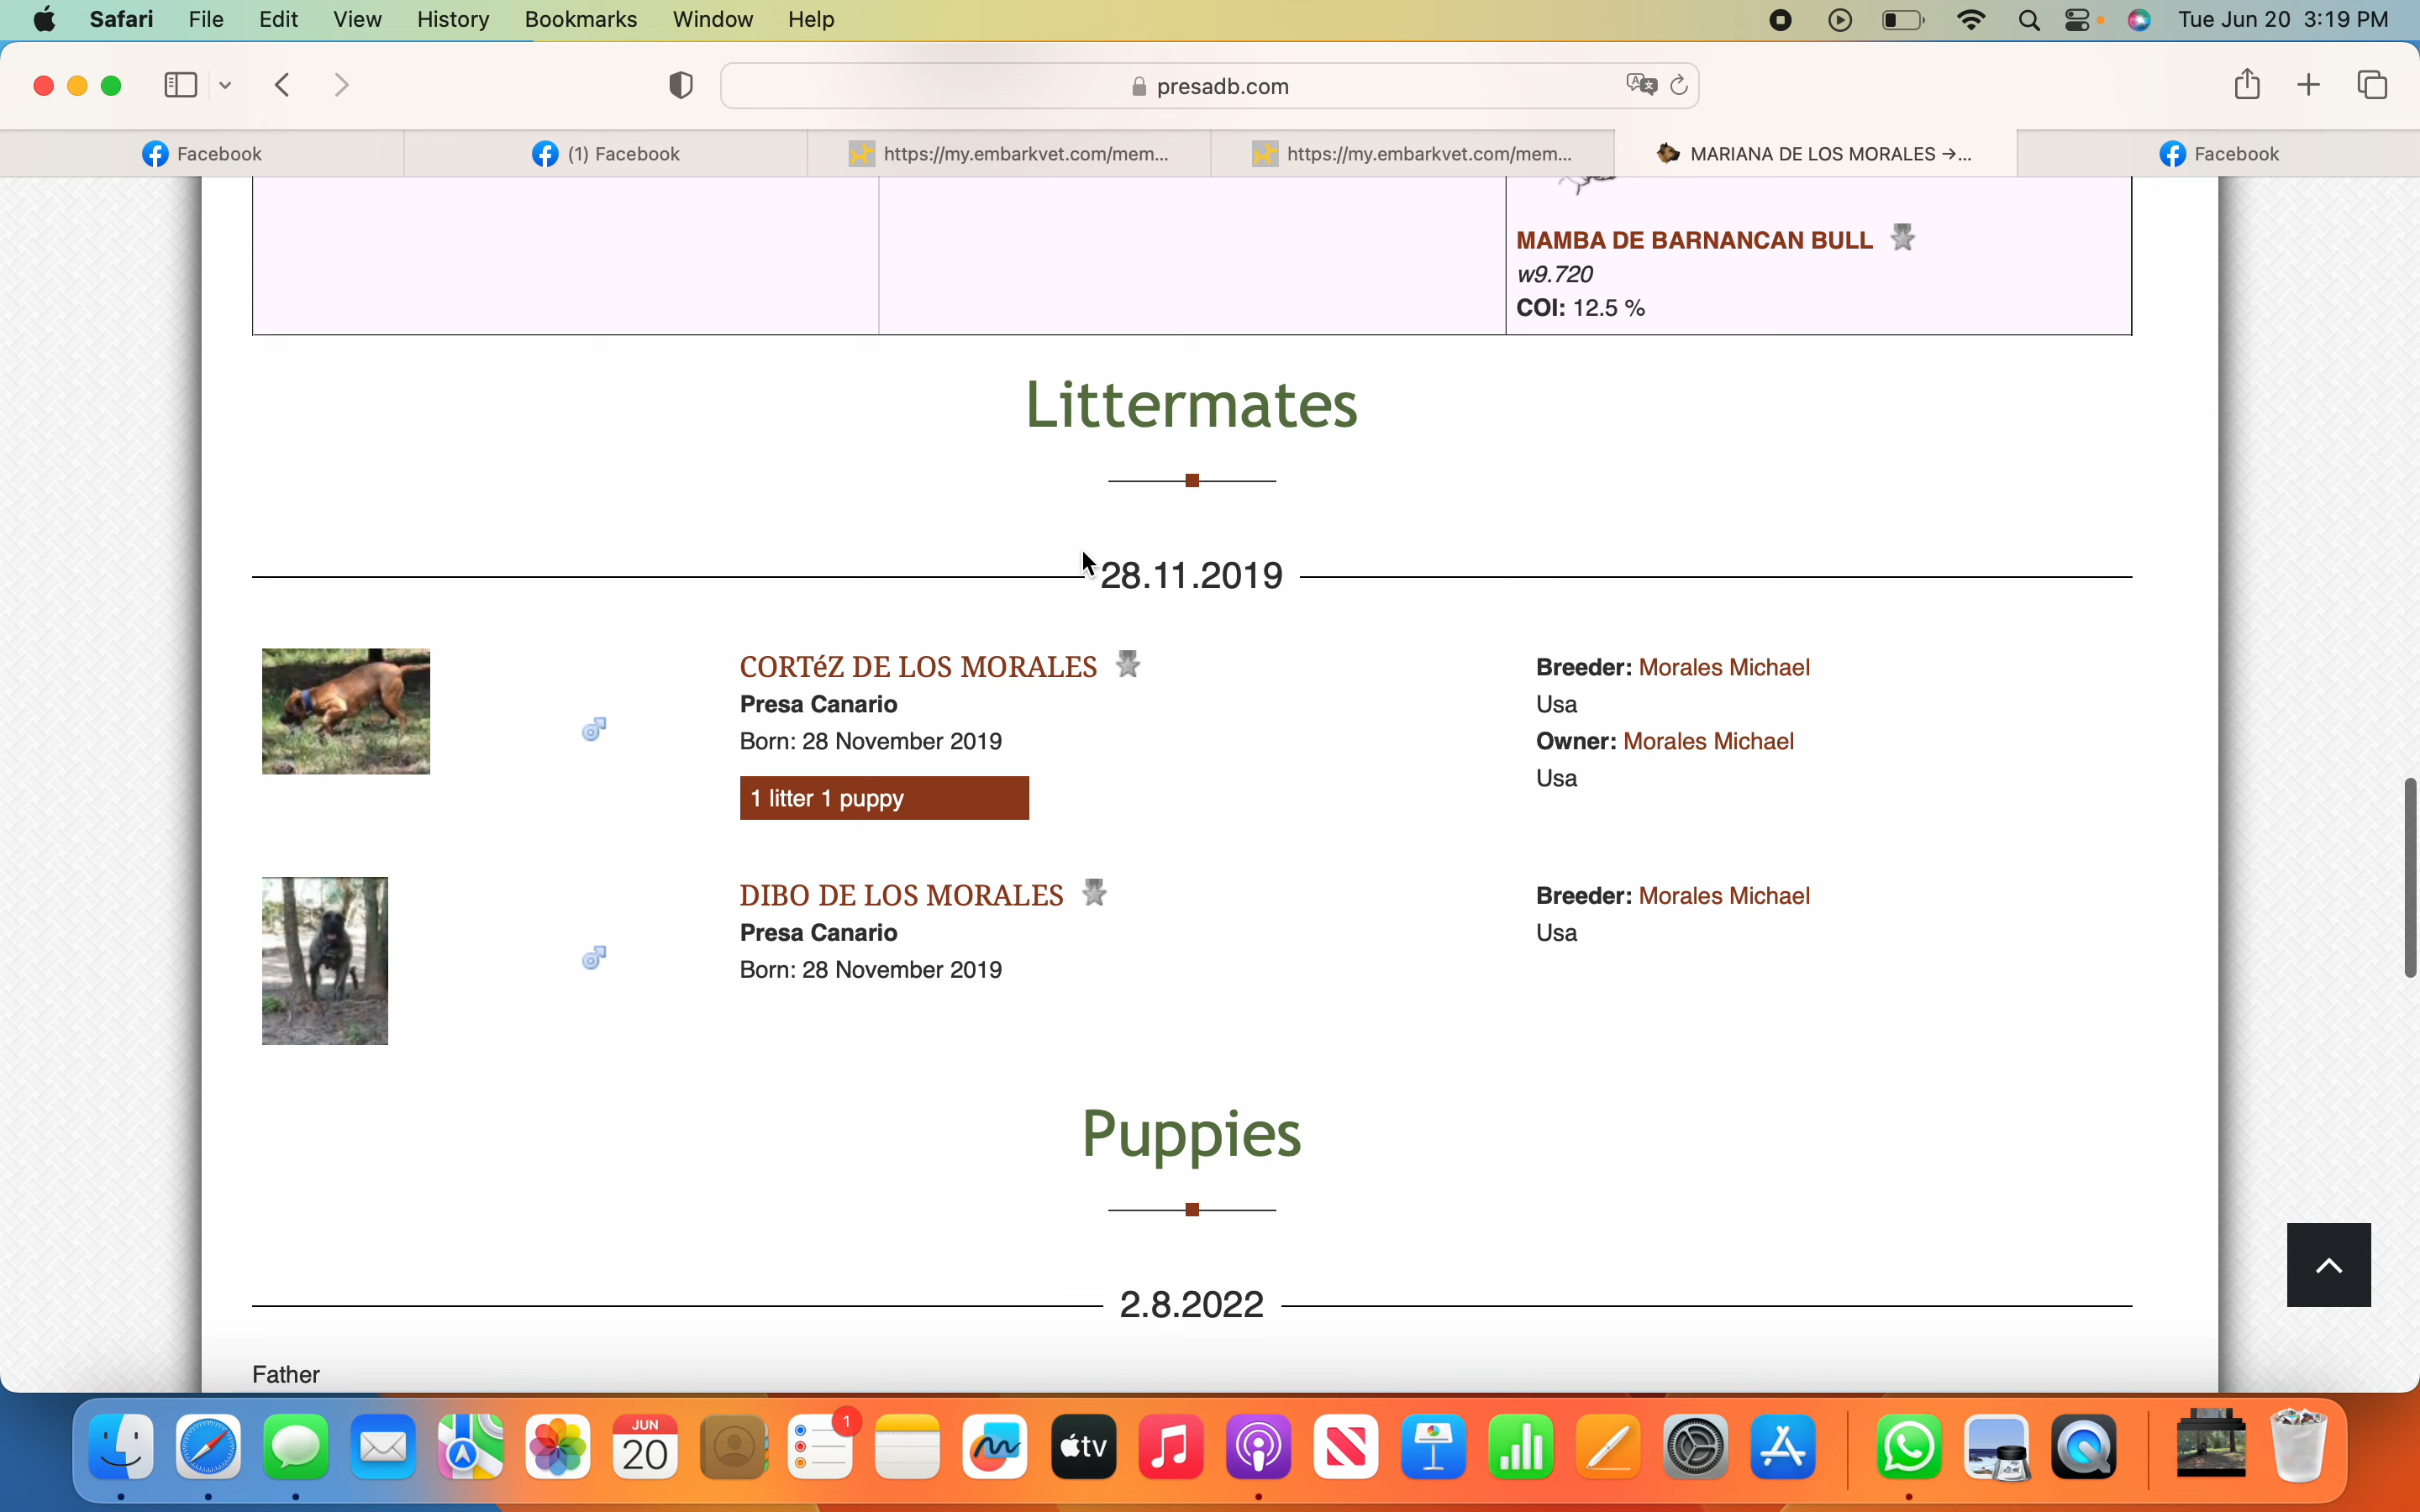 Safari File Edit View History Bookmarks Window Help Tue Jun 20 3:19 PM
presadb.com
Facebook (1) Facebook https://my.embarkvet.com/mem... https://my.embarkvet.com/mem... MARIANA DE LOS MORALES →... Facebook
MAMBA DE BARNANCAN BULL
w9.720
COI: 12.5 %
Littermates
28.11.2019
CORTéZ DE LOS MORALES
Presa Canario
Born: 28 November 2019
1 litter 1 puppy
Breeder: Morales Michael
Usa
Owner: Morales Michael
Usa
DIBO DE LOS MORALES
Presa Canario
Born: 28 November 2019
Breeder: Morales Michael
Usa
Puppies
2.8.2022
Father
JUN
20
1
tv